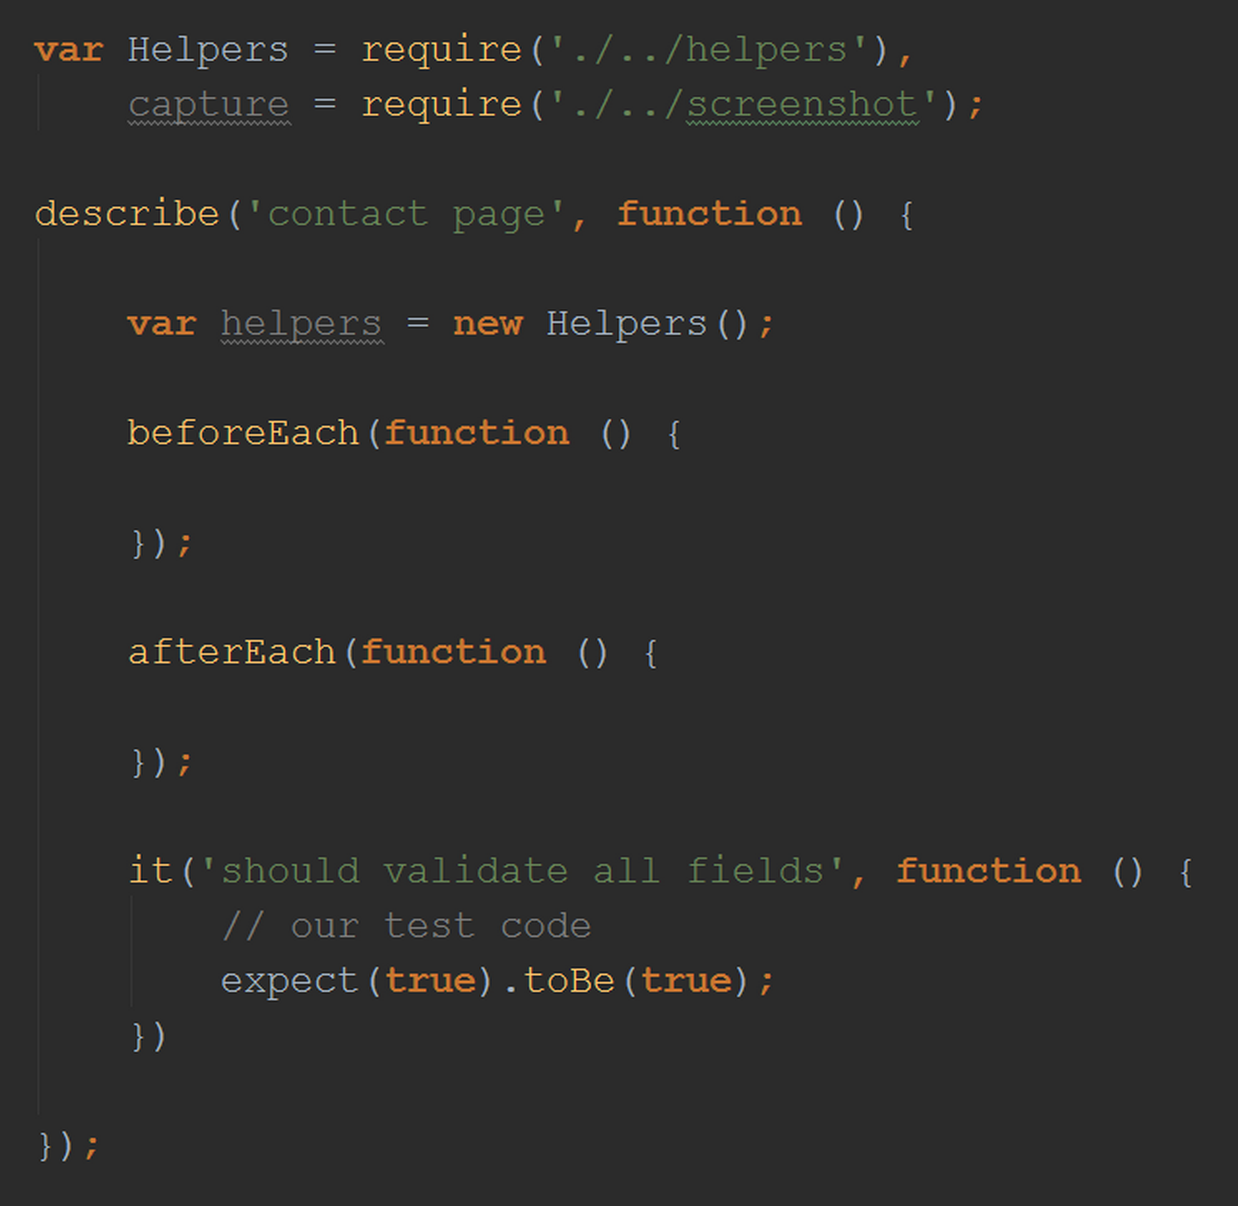 var Helpers = require('./../helpers'),
    capture = require('./../screenshot');
describe('contact page', function () {
    var helpers = new Helpers();
    beforeEach(function () {
    });
    afterEach(function () {
    });
    it('should validate all fields', function () {
        // our test code
        expect(true).toBe(true);
    })
});